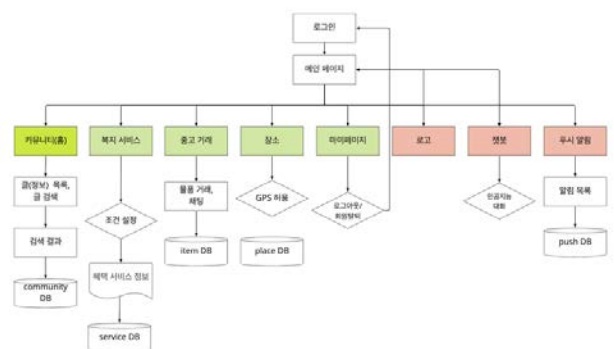 로그인
메인 페이지
커뮤니티(홈)
복지 서비스
중고 거래
장소
마이페이지
로고
챗봇
푸시 알림
글(정보) 목록,
글 검색
조건 설정
물품 거래,
채팅
GPS 허용
로그아웃/
회원탈퇴
인공지능
대화
알림 목록
검색 결과
혜택 서비스 정보
item DB
place DB
push DB
community
DB
service DB